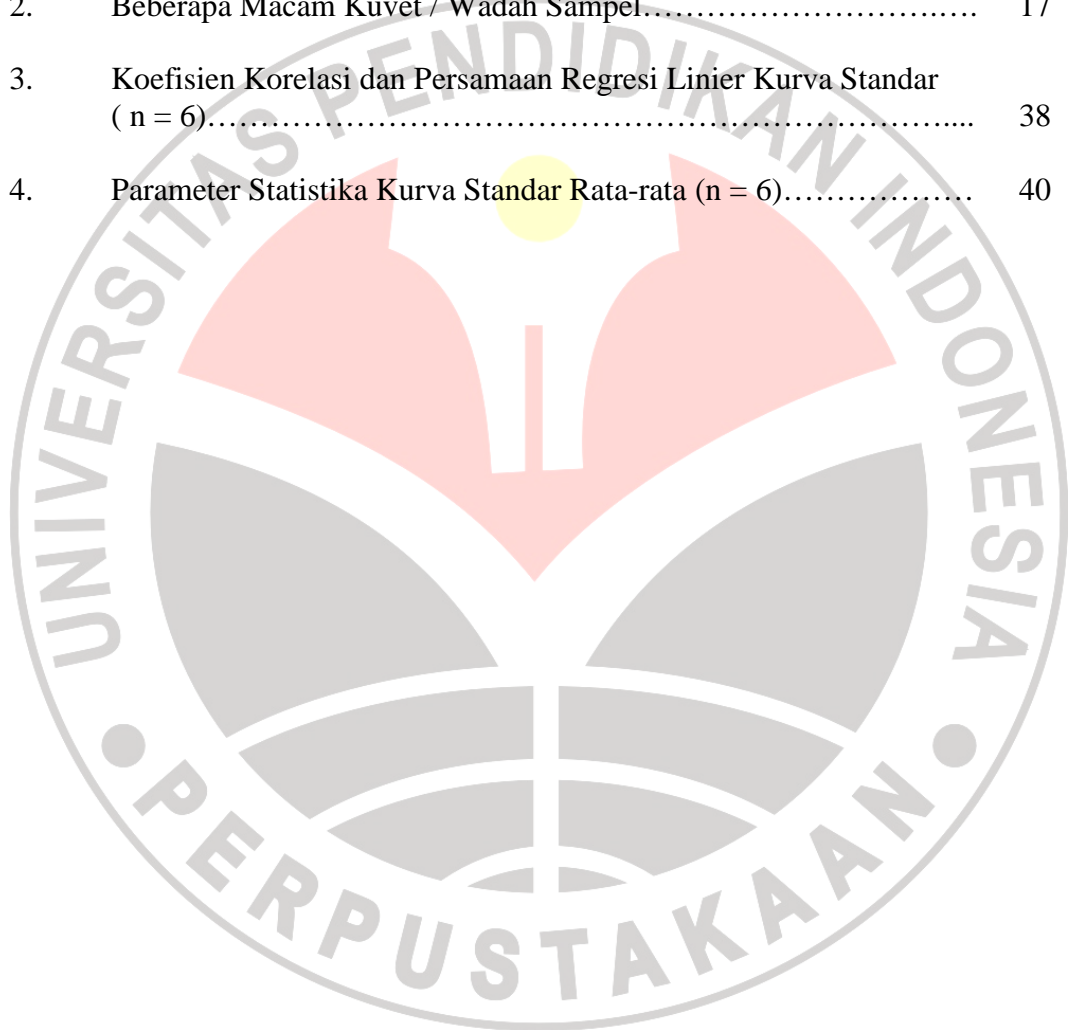 2. Beberapa Macam Kuvet / Wadah Sampel……………………….…. 17
3. Koefisien Korelasi dan Persamaan Regresi Linier Kurva Standar
( n = 6)………………………………………………………………….... 38
4. Parameter Statistika Kurva Standar Rata-rata (n = 6)……………… 40
UNIVERSITAS PENDIDIKAN INDONESIA
PERPUSTAKAAN